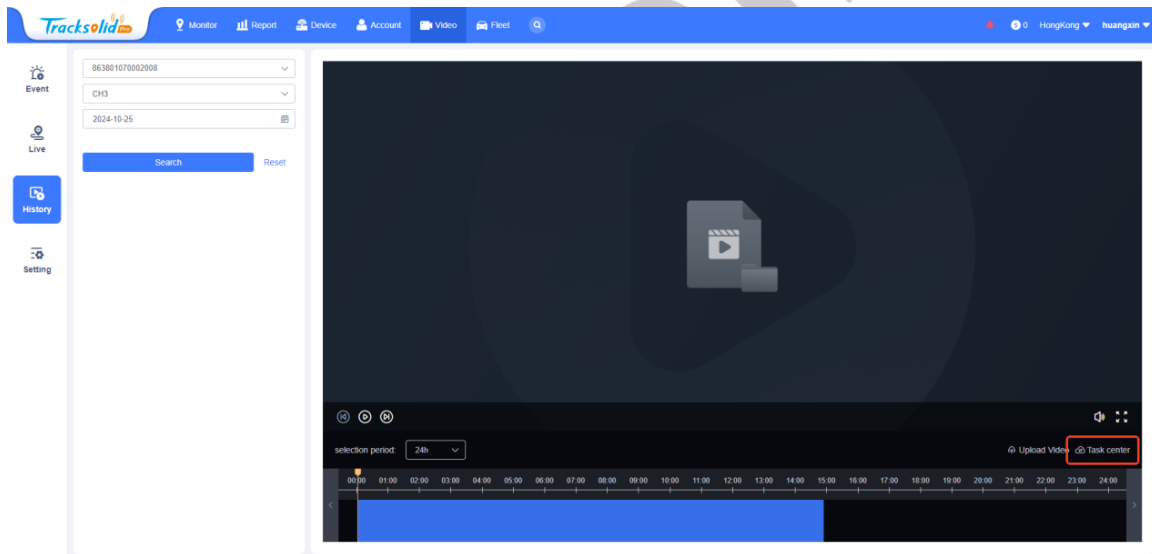 Tracksolid Pro
Monitor Report Device Account Video Fleet
0 HongKong huangxin
Event
Live
History
Setting
863801070002008
CH3
2024-10-25
Search Reset
selection period: 24h
Upload Video Task center
00:00 01:00 02:00 03:00 04:00 05:00 06:00 07:00 08:00 09:00 10:00 11:00 12:00 13:00 14:00 15:00 16:00 17:00 18:00 19:00 20:00 21:00 22:00 23:00 24:00